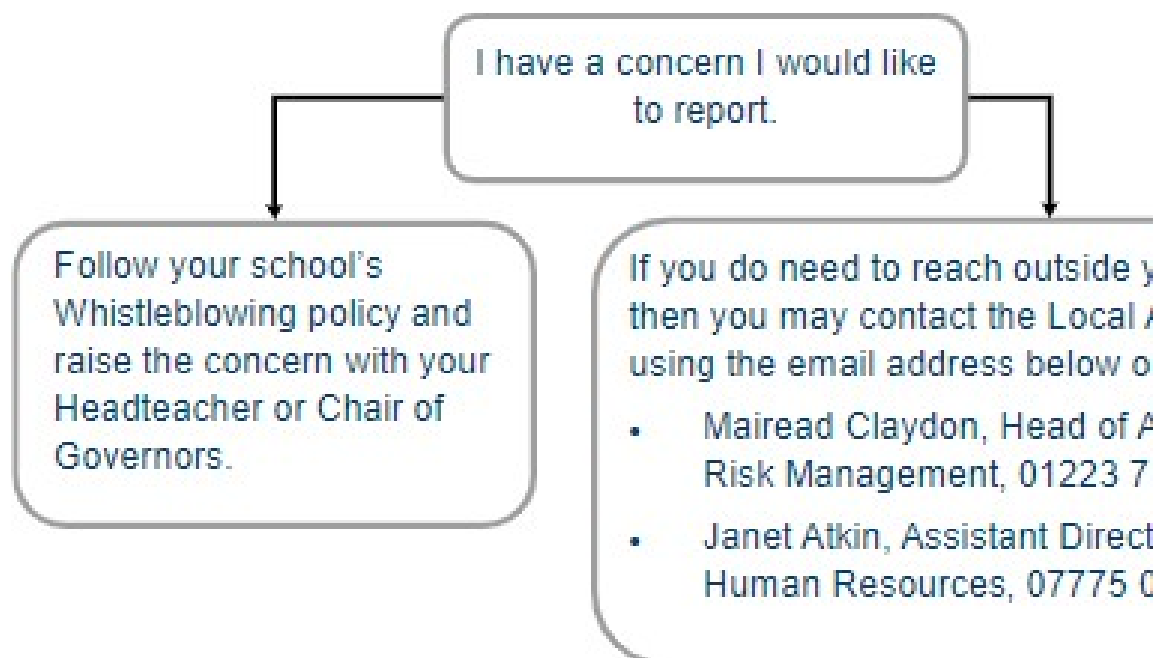 I have a concern I would like
to report.
Follow your school's
Whistleblowing policy and
raise the concern with your
Headteacher or Chair of
Governors.
If you do need to reach outside
then you may contact the Local
using the email address below
• Mairead Claydon, Head of
Risk Management, 01223 7
• Janet Atkin, Assistant
Human Resources, 07775 0